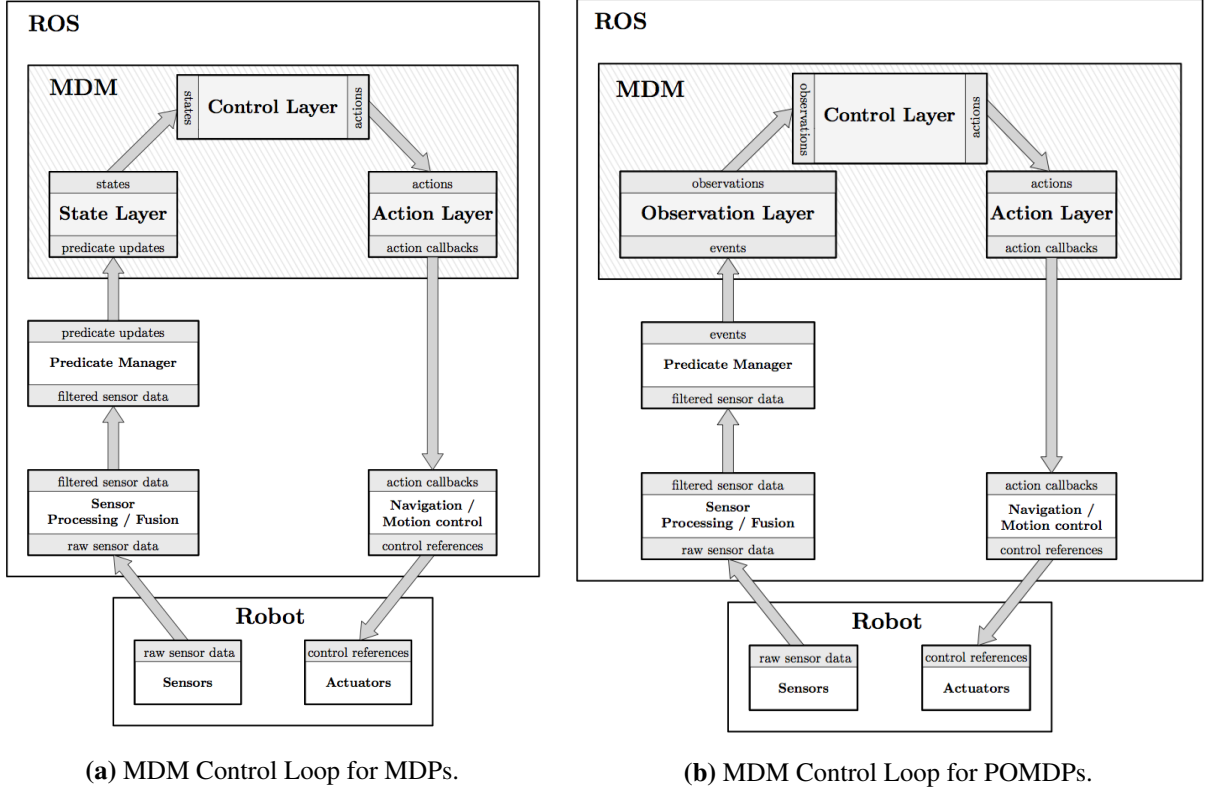 ROS
MDM
states
Control Layer
actions
states
State Layer
predicate updates
actions
Action Layer
action callbacks
predicate updates
Predicate Manager
filtered sensor data
filtered sensor data
Sensor
Processing / Fusion
raw sensor data
action callbacks
Navigation /
Motion control
control references
Robot
raw sensor data
Sensors
control references
Actuators
(a) MDM Control Loop for MDPs.
ROS
MDM
observations
Control Layer
actions
observations
Observation Layer
events
actions
Action Layer
action callbacks
events
Predicate Manager
filtered sensor data
filtered sensor data
Sensor
Processing / Fusion
raw sensor data
action callbacks
Navigation /
Motion control
control references
Robot
raw sensor data
Sensors
control references
Actuators
(b) MDM Control Loop for POMDPs.